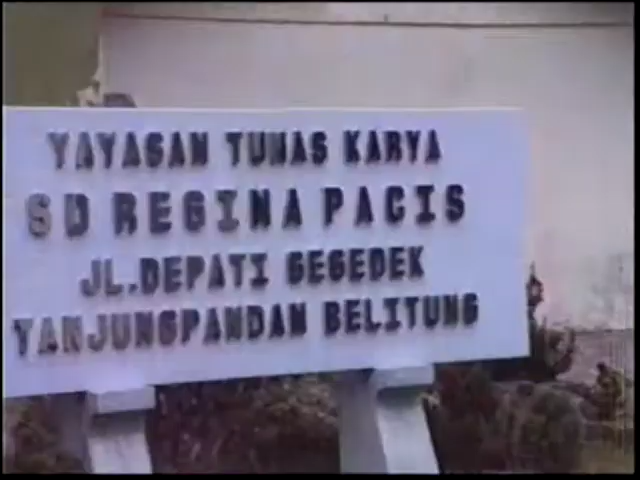 YAYASAN TUNAS KARYA
SD REGINA PACIS
JL.DEPATI GEGEDEK
TANJUNGPANDAN BELITUNG